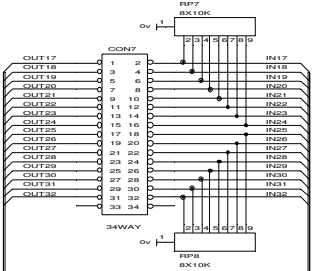 RP7
8X10K
0v 1
2 3 4 5 6 7 8 9
CON7
OUT17 1 2 IN17
OUT18 3 4 IN18
OUT19 5 6 IN19
OUT20 7 8 IN20
OUT21 9 10 IN21
OUT22 11 12 IN22
OUT23 13 14 IN23
OUT24 15 16 IN24
OUT25 17 18 IN25
OUT26 19 20 IN26
OUT27 21 22 IN27
OUT28 23 24 IN28
OUT29 25 26 IN29
OUT30 27 28 IN30
OUT31 29 30 IN31
OUT32 31 32 IN32
33 34
34WAY
2 3 4 5 6 7 8 9
0v 1
RP8
8X10K